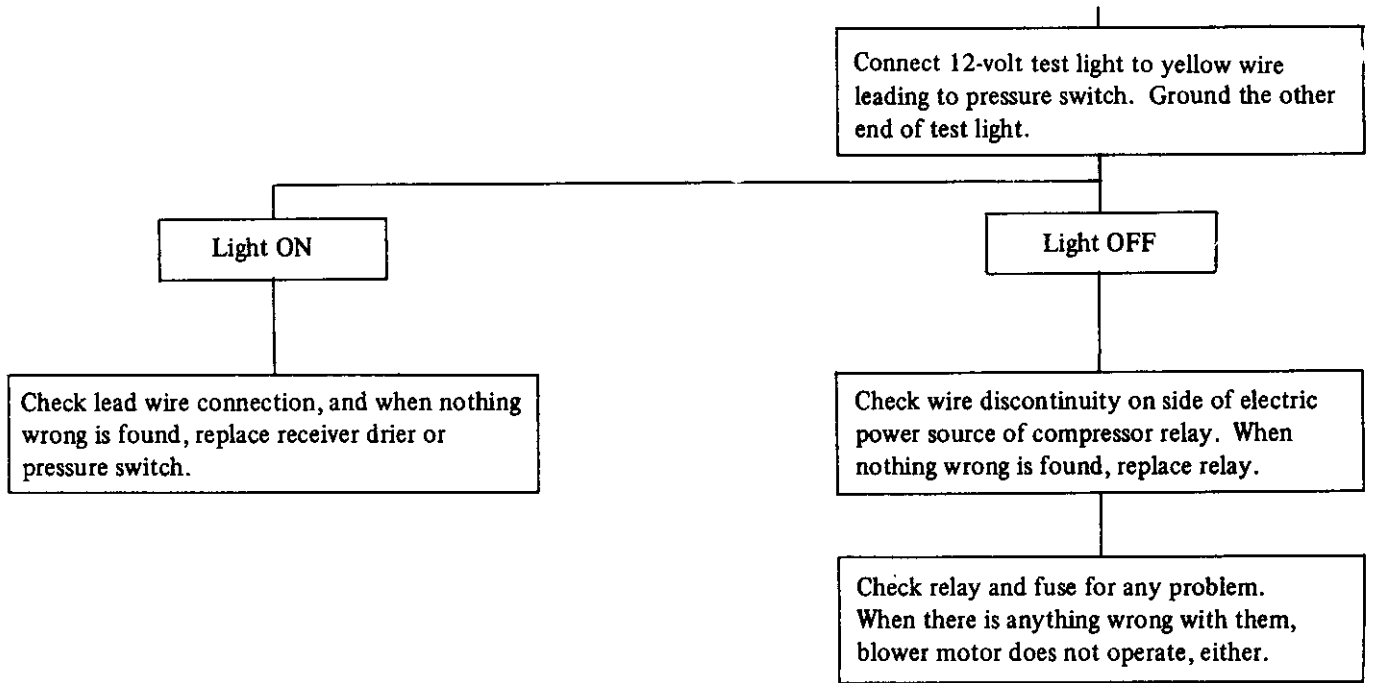 Connect 12-volt test light to yellow wire
leading to pressure switch. Ground the other
end of test light.
Light ON
Light OFF
Check lead wire connection, and when nothing
wrong is found, replace receiver drier or
pressure switch.
Check wire discontinuity on side of electric
power source of compressor relay. When
nothing wrong is found, replace relay.
Check relay and fuse for any problem.
When there is anything wrong with them,
blower motor does not operate, either.